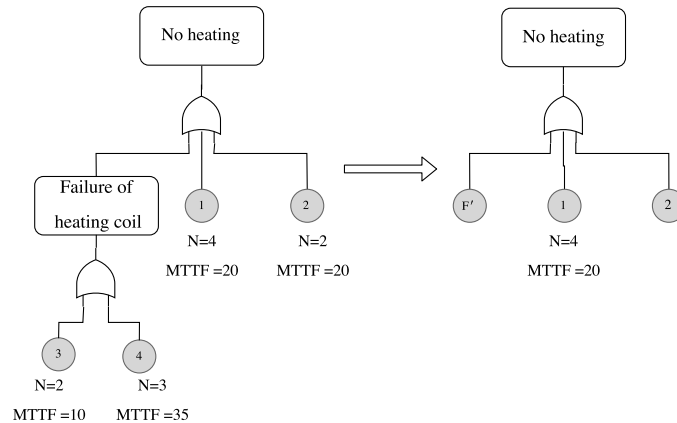 No heating
No heating
Failure of
heating coil
1
2
F′
1
2
N=4
N=2
N=4
MTTF =20
MTTF =20
MTTF =20
3
4
N=2
N=3
MTTF =10
MTTF =35